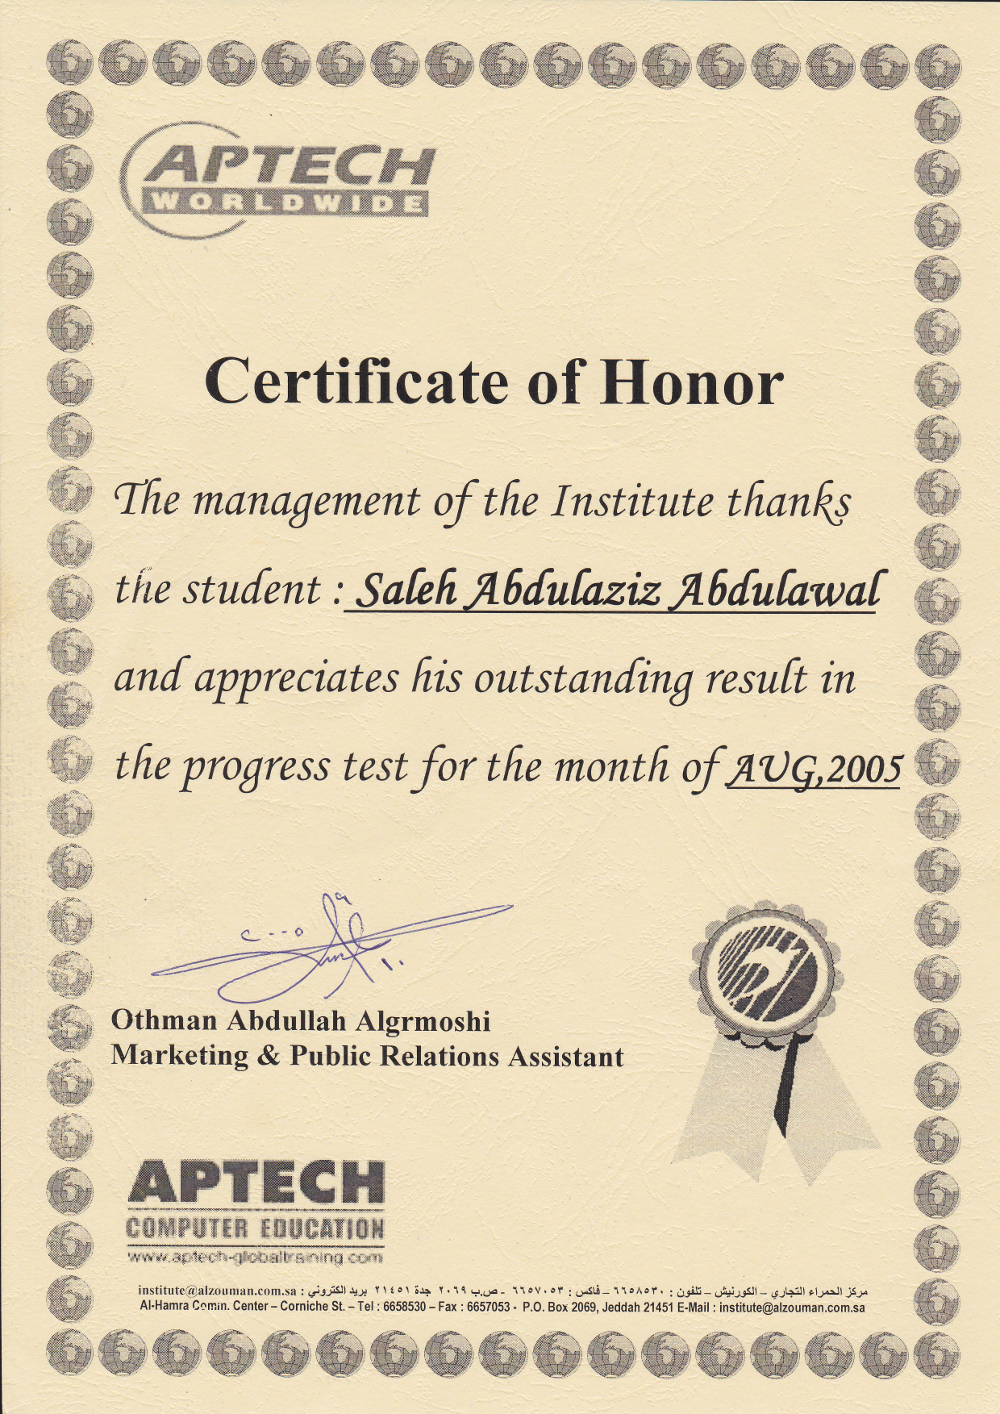 APTECH
WORLDWIDE
Certificate of Honor
The management of the Institute thanks
the student : Saleh Abdulaziz Abdulawal
and appreciates his outstanding result in
the progress test for the month of AUG,2005
Othman Abdullah Algrmoshi
Marketing & Public Relations Assistant
APTECH
COMPUTER EDUCATION
www.aptech-globaltraining.com
مركز الحمراء التجاري – الكورنيش – تلفون : ٦٦٥٨٥٣٠ – فاكس : ٦٦٥٧٠٥٣ - ص.ب ٢٠٦٩ جدة ٢١٤٥١ بريد الكتروني : institute@alzouman.com.sa
Al-Hamra Comm. Center – Corniche St. – Tel : 6658530 – Fax : 6657053 - P.O. Box 2069, Jeddah 21451 E-Mail : institute@alzouman.com.sa